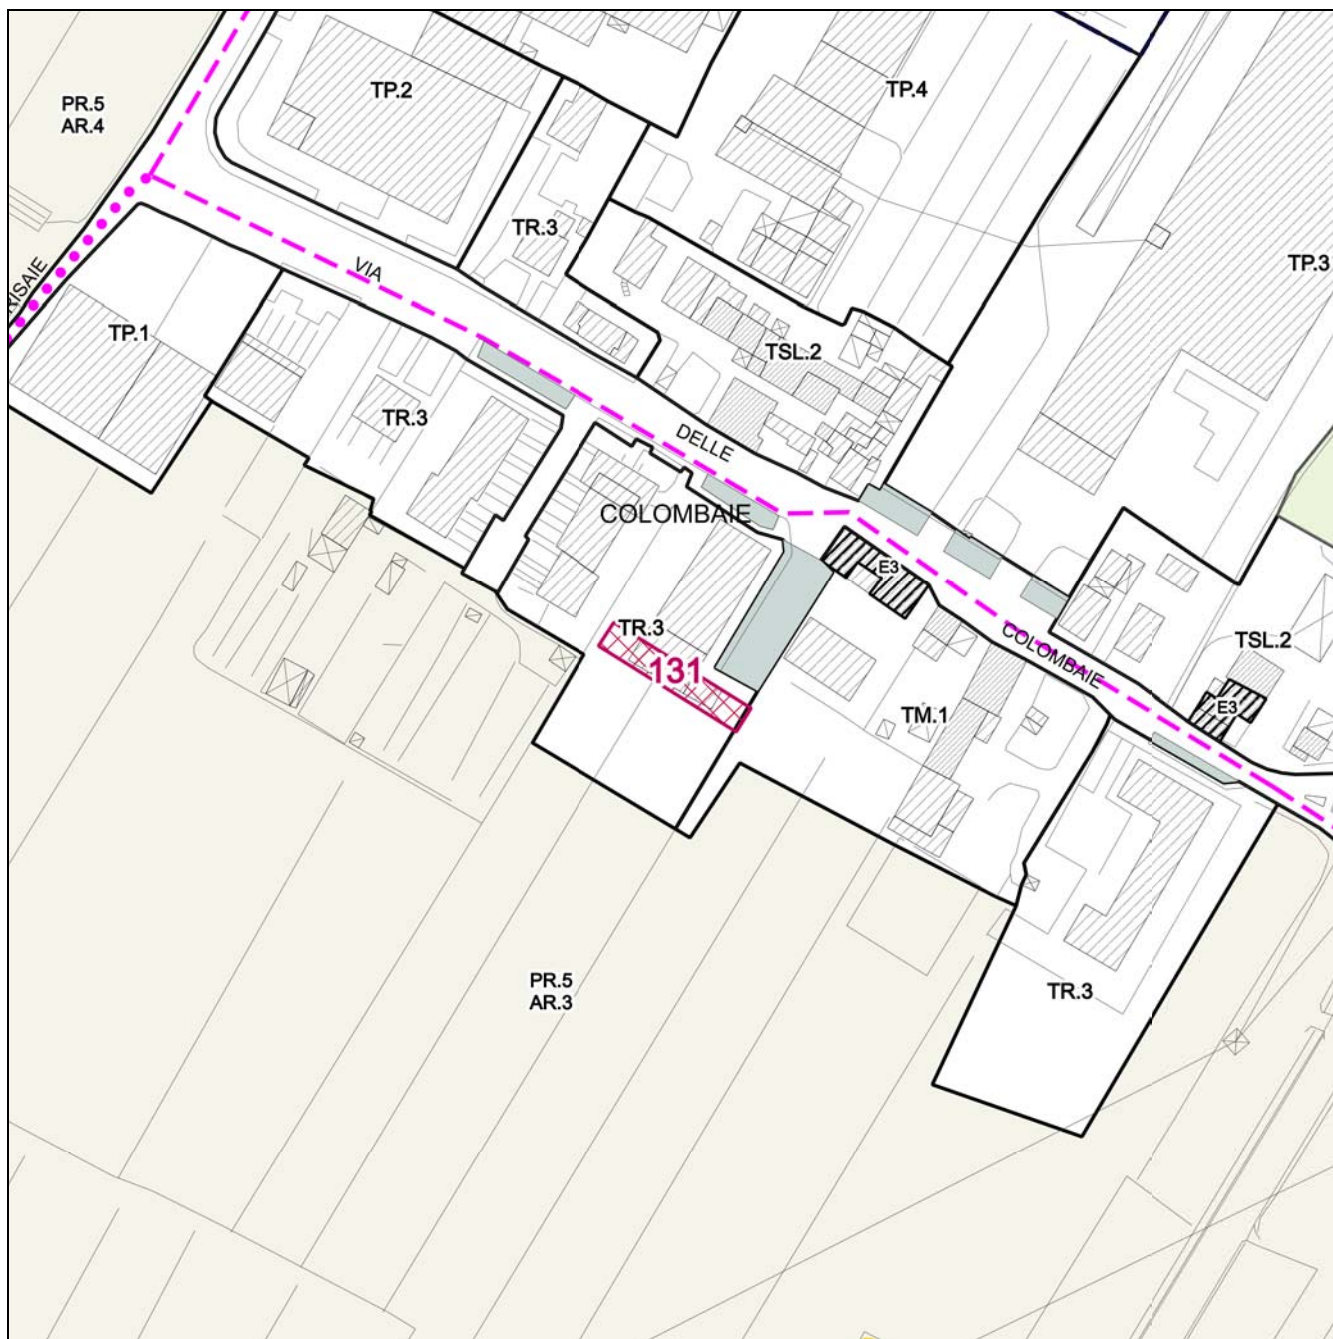 TP.2
TP.4
PR.5
AR.4
TR.3
TP.3
VIA
RISAIE
TP.1
TSL.2
TR.3
DELLE
COLOMBAIE
E3
TR.3
COLOMBAIE
TSL.2
131
E3
TM.1
PR.5
AR.3
TR.3